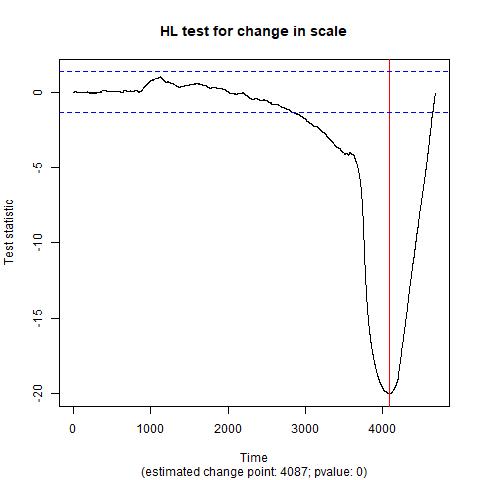 HL test for change in scale
Test statistic
0
-5
-10
-15
-20
0 1000 2000 3000 4000
Time
(estimated change point: 4087; pvalue: 0)